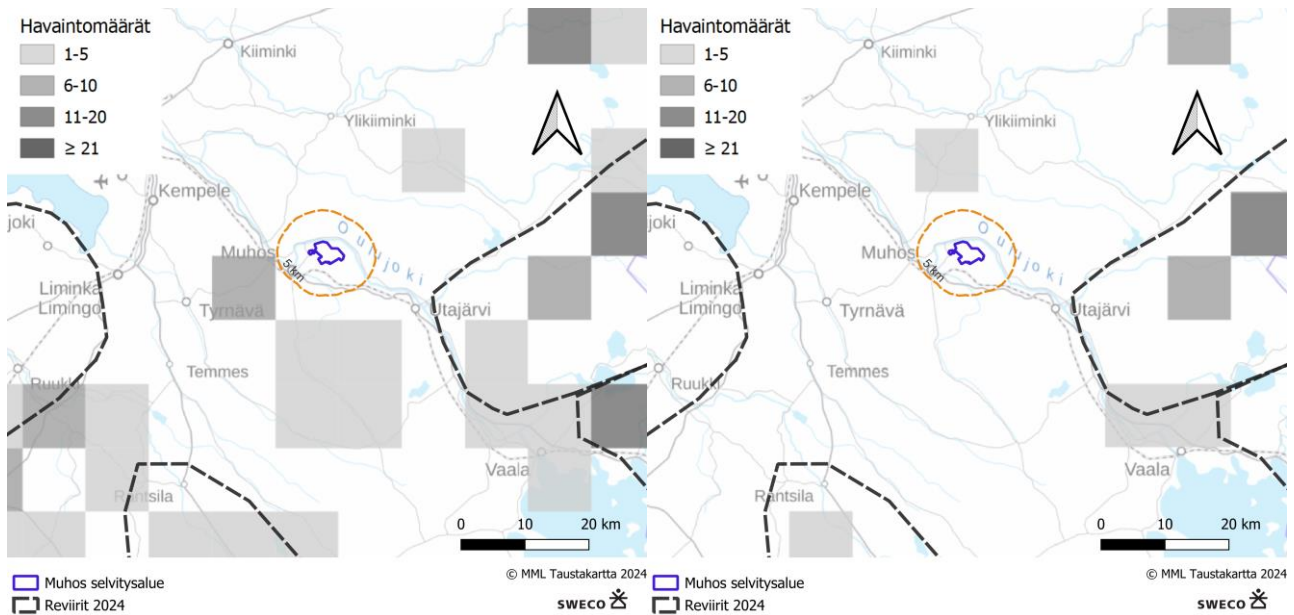 Havaintomäärät
1-5
6-10
11-20
≥ 21
Kiiminki
Ylikiiminki
Kempele
joki
Muhos
Oulujoki
5 km
Liminka
Limingo
Tyrnävä
Utajärvi
Temmes
Ruukki
Vaala
Rantsila
0 10 20 km
Muhos selvitysalue
Reviirit 2024
© MML Taustakartta 2024
SWECO
Havaintomäärät
1-5
6-10
11-20
≥ 21
Kiiminki
Ylikiiminki
Kempele
joki
Muhos
Oulujoki
5 km
Liminka
Limingo
Tyrnävä
Utajärvi
Temmes
Ruukki
Vaala
Rantsila
0 10 20 km
Muhos selvitysalue
Reviirit 2024
© MML Taustakartta 2024
SWECO